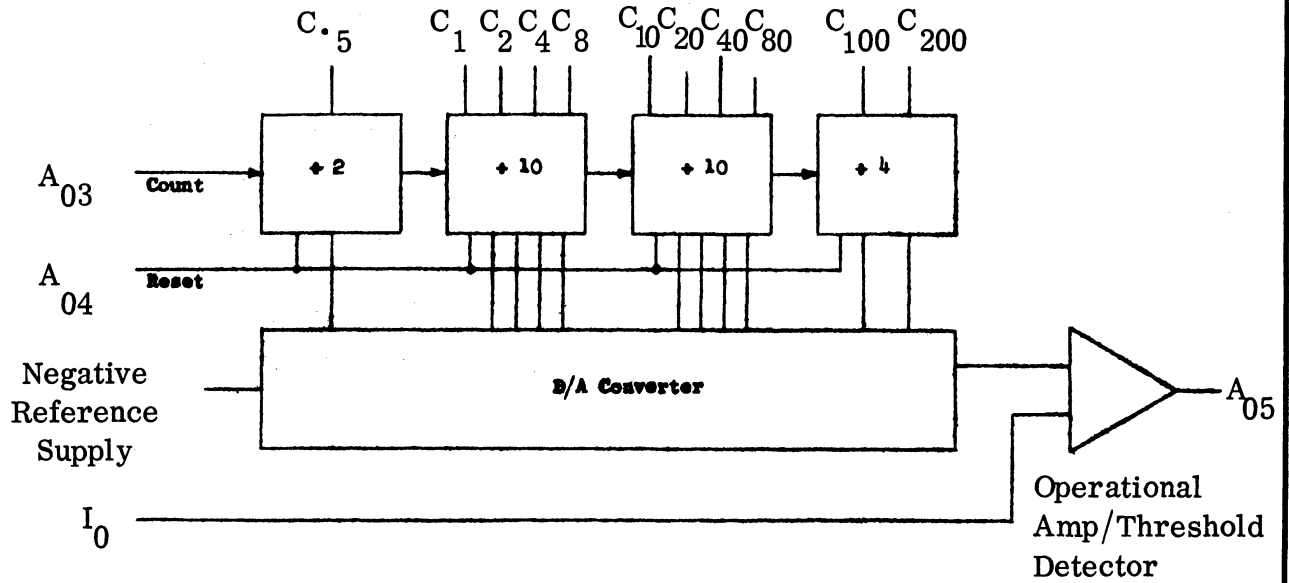 C.5 C1 C2 C4 C8 C10 C20 C40 C80 C100 C200
÷ 2 ÷ 10 ÷ 10 ÷ 4
A03 Count
A04 Reset
Negative
Reference
Supply
D/A Converter
A05
I0
Operational
Amp/Threshold
Detector